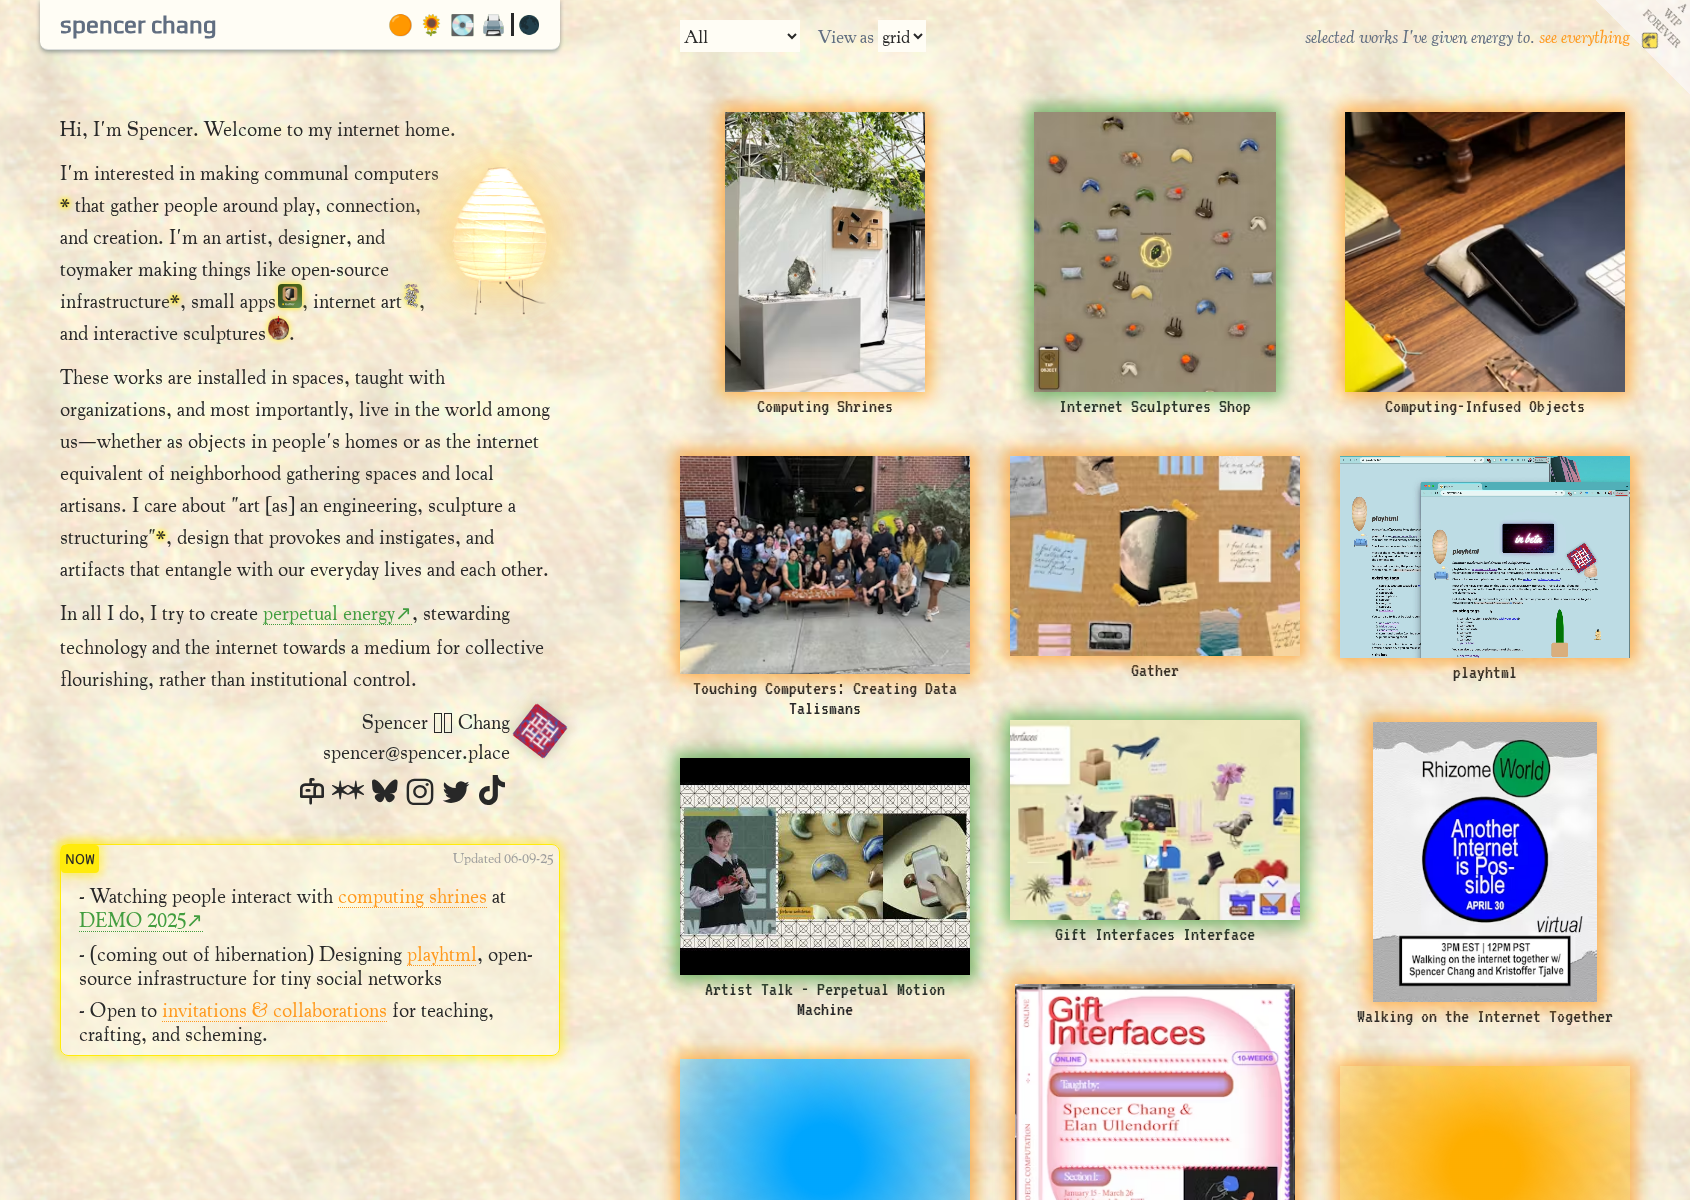 spencer chang
All
View as grid
selected works I've given energy to. see everything
A
WIP
FOREVER
Hi, I'm Spencer. Welcome to my internet home.
I'm interested in making communal computers
* that gather people around play, connection,
and creation. I'm an artist, designer, and
toymaker making things like open-source
infrastructure*, small apps, internet art,
and interactive sculptures.
These works are installed in spaces, taught with
organizations, and most importantly, live in the world among
us—whether as objects in people's homes or as the internet
equivalent of neighborhood gathering spaces and local
artisans. I care about "art [as] an engineering, sculpture a
structuring"*, design that provokes and instigates, and
artifacts that entangle with our everyday lives and each other.
In all I do, I try to create perpetual energy↗, stewarding
technology and the internet towards a medium for collective
flourishing, rather than institutional control.
Spencer Chang
spencer@spencer.place
NOW
Updated 06-09-25
- Watching people interact with computing shrines at
DEMO 2025↗
- (coming out of hibernation) Designing playhtml, open-
source infrastructure for tiny social networks
- Open to invitations & collaborations for teaching,
crafting, and scheming.
Computing Shrines
TAP
OBJECT
Internet Sculptures Shop
Computing-Infused Objects
Touching Computers: Creating Data
Talismans
what we
love
Gather
playhtml
playhtml
in beta
playhtml
Artist Talk - Perpetual Motion
Machine
Interfaces
Gift Interfaces Interface
Rhizome World
Another
Internet
is Pos-
sible
APRIL 30
virtual
3PM EST | 12PM PST
Walking on the internet together w/
Spencer Chang and Kristoffer Tjalve
Walking on the Internet Together
ONLINE
Gift
Interfaces
ONLINE
10-WEEKS
Taught by:
Spencer Chang &
Elan Ullendorff
Section 1:
January 15 - March 26